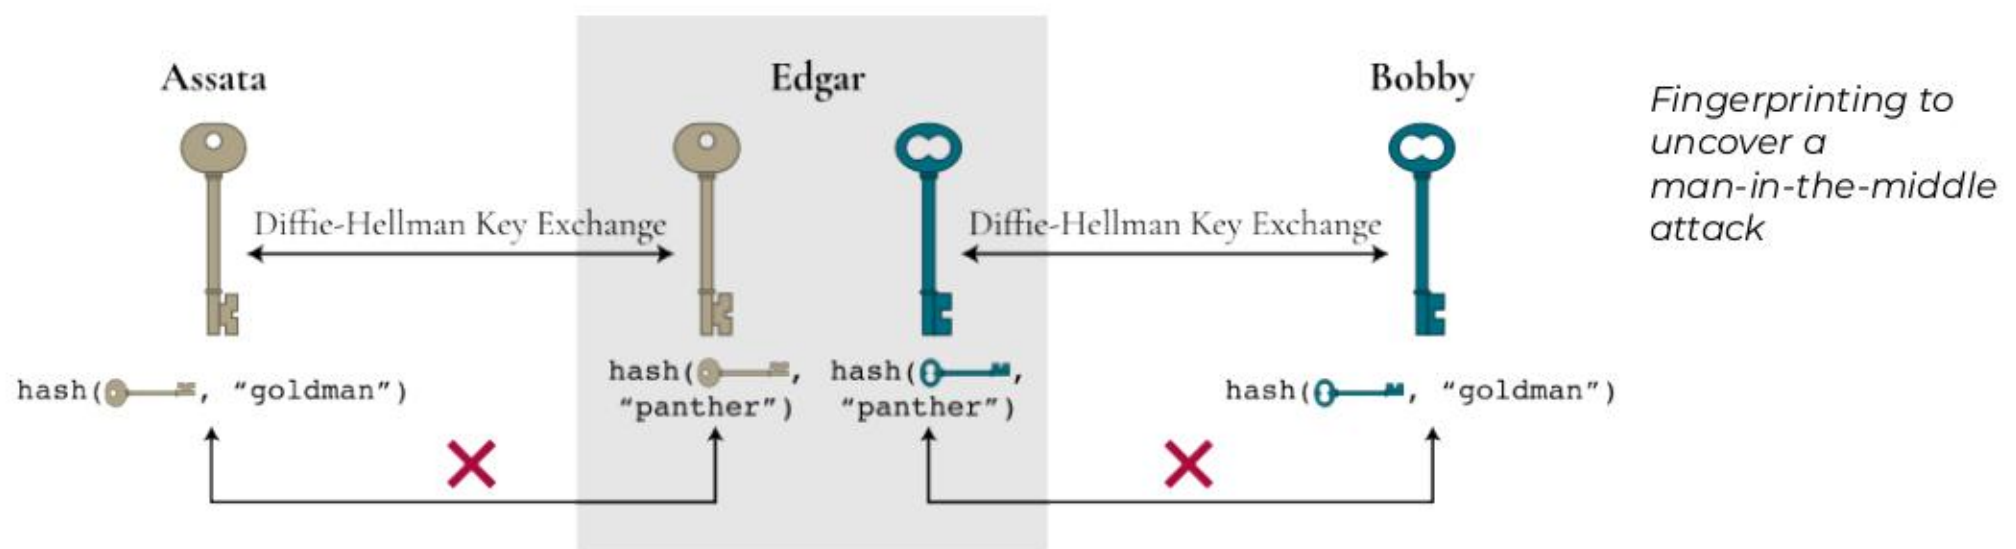 Assata
Edgar
Bobby
Fingerprinting to
uncover a
man-in-the-middle
attack
Diffie-Hellman Key Exchange
Diffie-Hellman Key Exchange
hash( , “goldman”)
hash( ,
“panther”)
hash( ,
“panther”)
hash( , “goldman”)